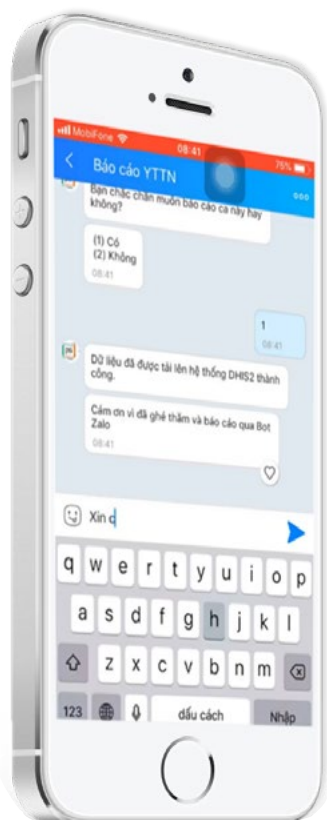 MobiFone 08:41 75%
Báo cáo YTTN
Bạn chắc chắn muốn báo cáo ca này hay
không?
(1) Có
(2) Không
08:41
1
08:41
Dữ liệu đã được tải lên hệ thống DHIS2 thành
công.
Cám ơn vì đã ghé thăm và báo cáo qua Bot
Zalo
08:41
Xin c
q w e r t y u i o p
a s d f g h j k l
z x c v b n m
123 dấu cách Nhập